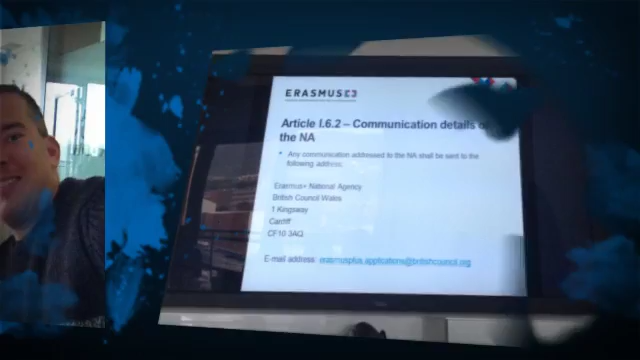 ERASMUS
Article I.6.2 – Communication details of
the NA
• Any communication addressed to the NA shall be sent to the
following address:
Erasmus+ National Agency
British Council Wales
1 Kingsway
Cardiff
CF10 3AQ
E-mail address: erasmusplus.applications@britishcouncil.org